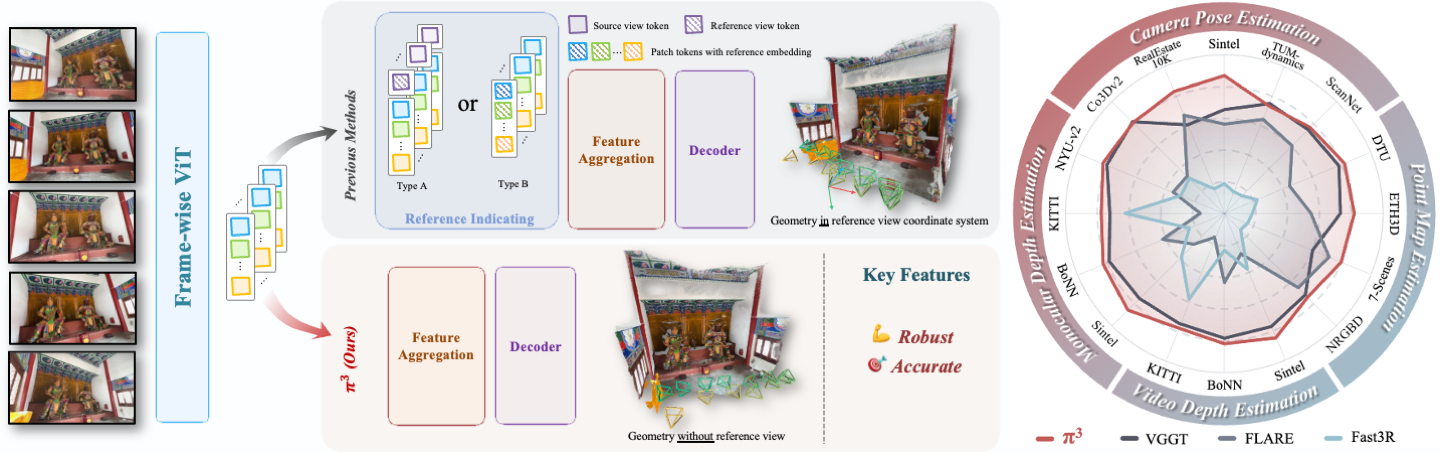 Frame-wise ViT
Previous Methods
Type A
or
Type B
Reference Indicating
Source view token
Reference view token
Patch tokens with reference embedding
Feature
Aggregation
Decoder
Geometry in reference view coordinate system
π³ (Ours)
Feature
Aggregation
Decoder
Geometry without reference view
Key Features
Robust
Accurate
Camera Pose Estimation
Point Map Estimation
Video Depth Estimation
Monocular Depth Estimation
Sintel
TUM-
dynamics
ScanNet
DTU
ETH3D
7-Scenes
NRGBD
Sintel
BoNN
KITTI
Sintel
BoNN
KITTI
NYU-v2
Co3Dv2
RealEstate
10K
π³
VGGT
FLARE
Fast3R